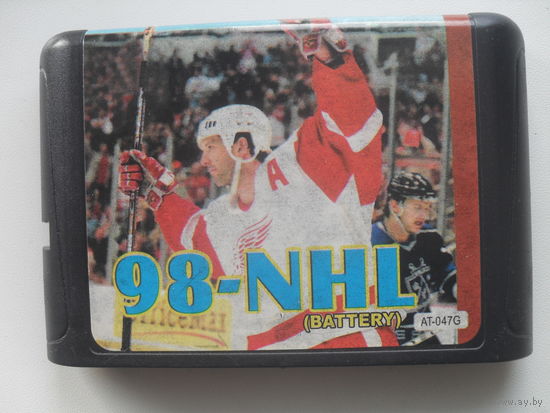 98-NHL
(BATTERY)
AT-047G
A
www.ay.by